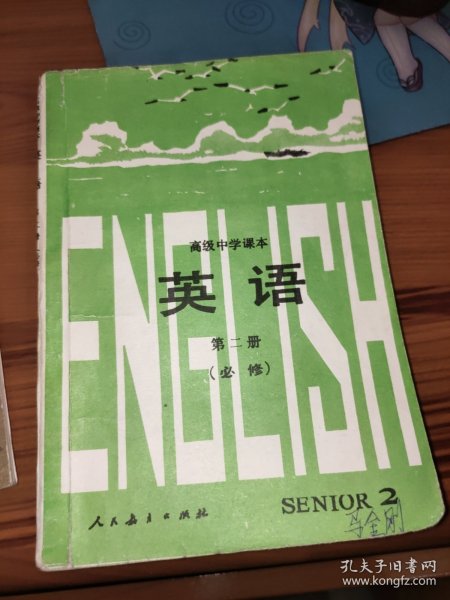 高级中学课本
英语
第二册
(必修)
ENGLISH
SENIOR 2
人民教育出版社
马金刚
孔夫子旧书网
www.kongfz.com